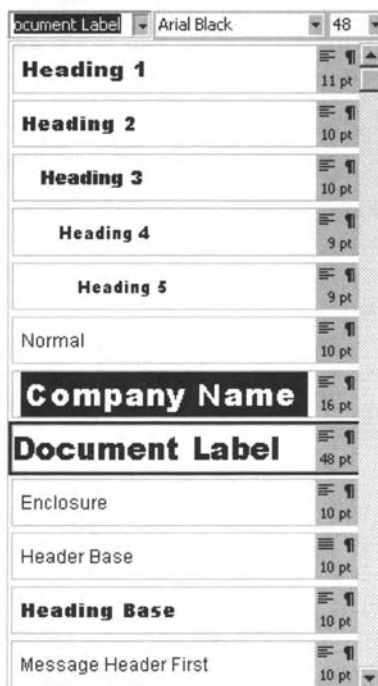 ocument Label Arial Black 48
Heading 1 ¶
11 pt
Heading 2 ¶
10 pt
Heading 3 ¶
10 pt
Heading 4 ¶
9 pt
Heading 5 ¶
9 pt
Normal ¶
10 pt
Company Name ¶
16 pt
Document Label ¶
48 pt
Enclosure ¶
10 pt
Header Base ¶
10 pt
Heading Base ¶
10 pt
Message Header First ¶
10 pt